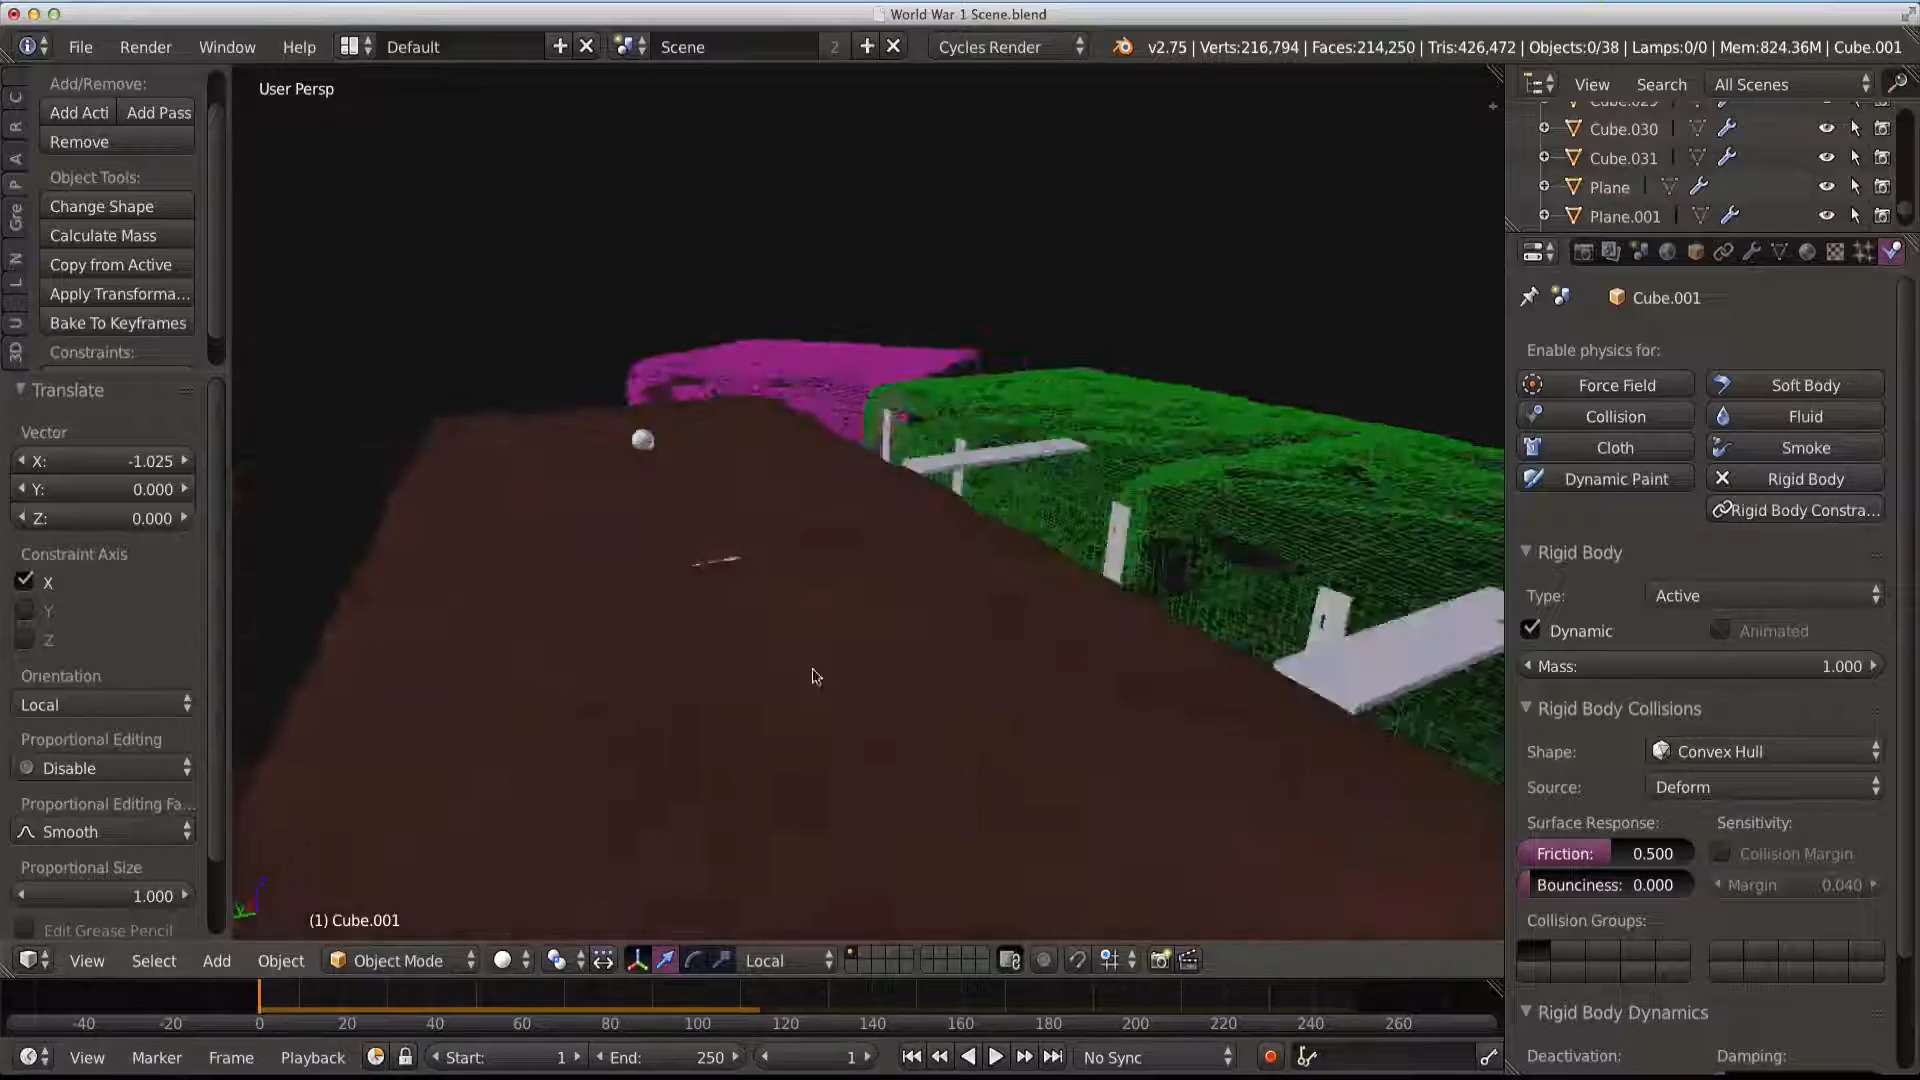 World War 1 Scene.blend
File Render Window Help Default Scene 2 Cycles Render v2.75 | Verts:216,794 | Faces:214,250 | Tris:426,472 | Objects:0/38 | Lamps:0/0 | Mem:824.36M | Cube.001
Add/Remove:
Add Acti Add Pass
Remove
Object Tools:
Change Shape
Calculate Mass
Copy from Active
Apply Transforma...
Bake To Keyframes
Constraints:
C
R
A
P
Gre
N
L
U
3D
Translate
Vector
X: -1.025
Y: 0.000
Z: 0.000
Constraint Axis
X
Y
Z
Orientation
Local
Proportional Editing
Disable
Proportional Editing Fa...
Smooth
Proportional Size
1.000
Edit Grease Pencil
User Persp
(1) Cube.001
View Select Add Object Object Mode Local
-40 -20 0 20 40 60 80 100 120 140 160 180 200 220 240 260
View Marker Frame Playback Start: 1 End: 250 1 No Sync
View Search All Scenes
Cube.029
Cube.030
Cube.031
Plane
Plane.001
Cube.001
Enable physics for:
Force Field Soft Body
Collision Fluid
Cloth Smoke
Dynamic Paint Rigid Body
Rigid Body Constra...
Rigid Body
Type: Active
Dynamic Animated
Mass: 1.000
Rigid Body Collisions
Shape: Convex Hull
Source: Deform
Surface Response: Sensitivity:
Friction: 0.500 Collision Margin
Bounciness: 0.000 Margin 0.040
Collision Groups:
Rigid Body Dynamics
Deactivation: Damping: